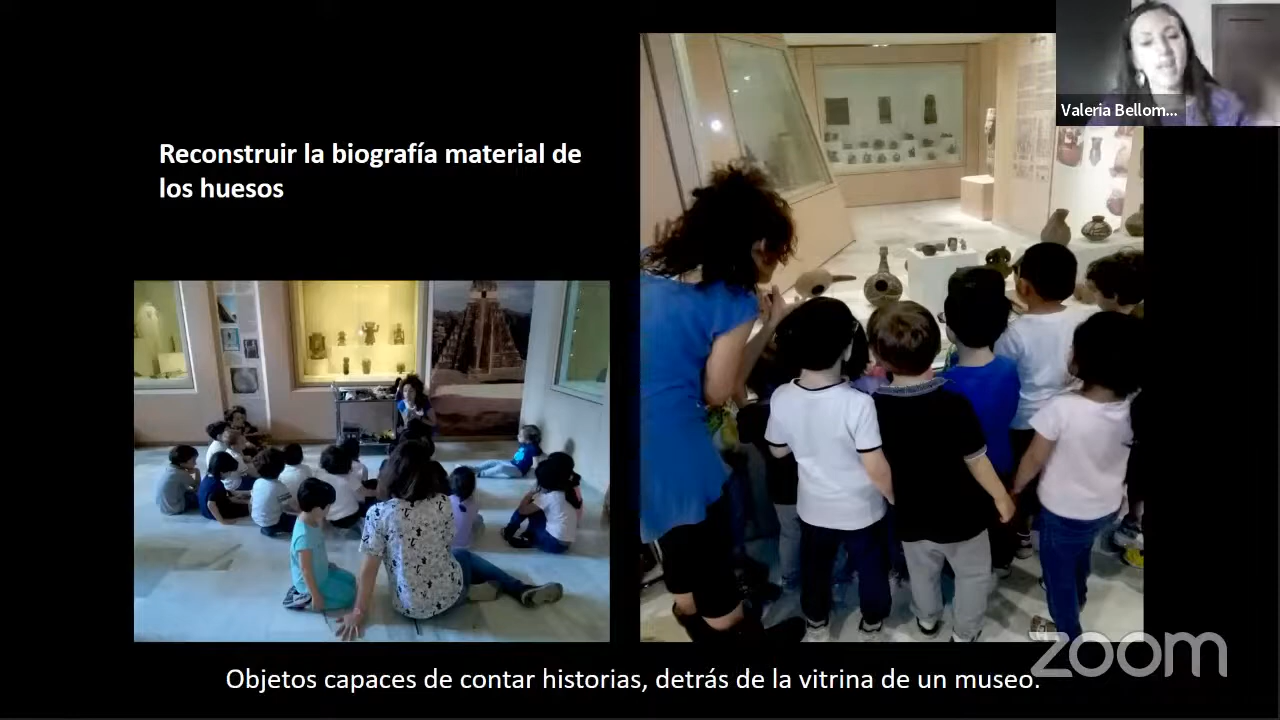 Valeria Bellom...
Reconstruir la biografía material de
los huesos
zoom
Objetos capaces de contar historias, detrás de la vitrina de un museo.